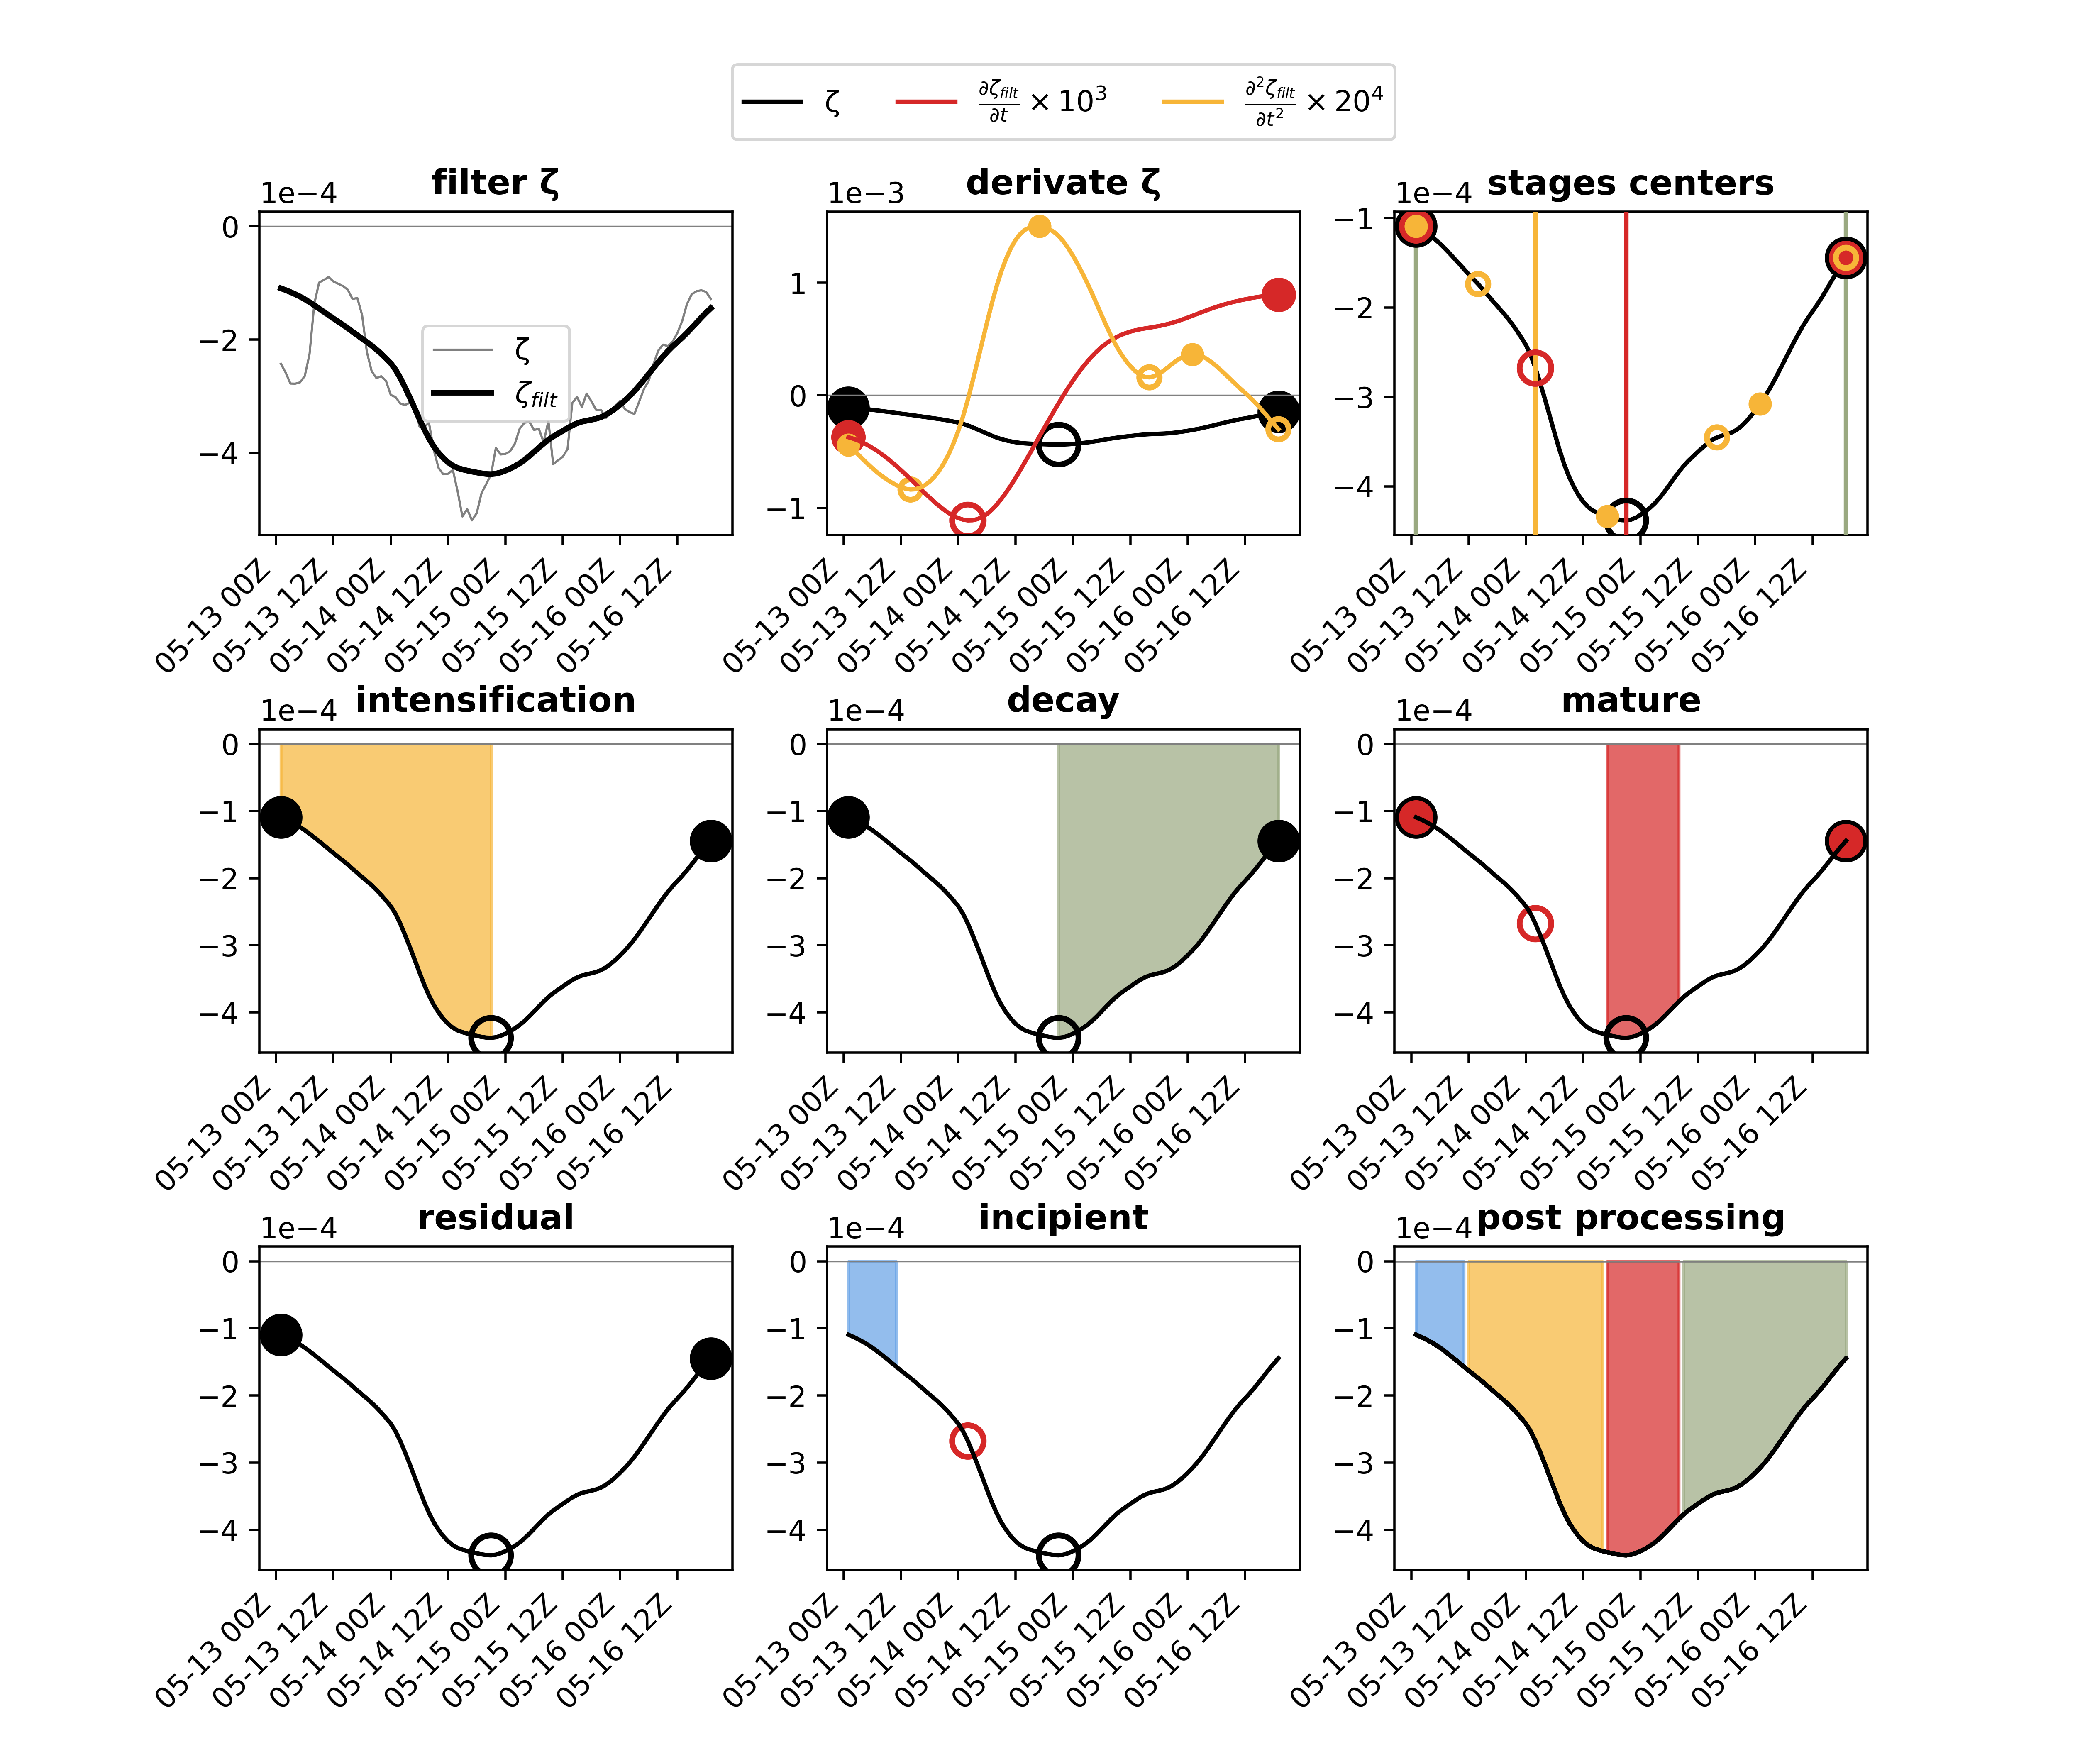 ζ ∂ζfilt/∂t × 10³ ∂²ζfilt/∂t² × 20⁴
filter ζ
1e−4
0
−2
−4
ζ
ζfilt
05-13 00Z
05-13 12Z
05-14 00Z
05-14 12Z
05-15 00Z
05-15 12Z
05-16 00Z
05-16 12Z
derivate ζ
1e−3
1
0
−1
05-13 00Z
05-13 12Z
05-14 00Z
05-14 12Z
05-15 00Z
05-15 12Z
05-16 00Z
05-16 12Z
stages centers
1e−4
−1
−2
−3
−4
05-13 00Z
05-13 12Z
05-14 00Z
05-14 12Z
05-15 00Z
05-15 12Z
05-16 00Z
05-16 12Z
intensification
1e−4
0
−1
−2
−3
−4
05-13 00Z
05-13 12Z
05-14 00Z
05-14 12Z
05-15 00Z
05-15 12Z
05-16 00Z
05-16 12Z
decay
1e−4
0
−1
−2
−3
−4
05-13 00Z
05-13 12Z
05-14 00Z
05-14 12Z
05-15 00Z
05-15 12Z
05-16 00Z
05-16 12Z
mature
1e−4
0
−1
−2
−3
−4
05-13 00Z
05-13 12Z
05-14 00Z
05-14 12Z
05-15 00Z
05-15 12Z
05-16 00Z
05-16 12Z
residual
1e−4
0
−1
−2
−3
−4
05-13 00Z
05-13 12Z
05-14 00Z
05-14 12Z
05-15 00Z
05-15 12Z
05-16 00Z
05-16 12Z
incipient
1e−4
0
−1
−2
−3
−4
05-13 00Z
05-13 12Z
05-14 00Z
05-14 12Z
05-15 00Z
05-15 12Z
05-16 00Z
05-16 12Z
post processing
1e−4
0
−1
−2
−3
−4
05-13 00Z
05-13 12Z
05-14 00Z
05-14 12Z
05-15 00Z
05-15 12Z
05-16 00Z
05-16 12Z